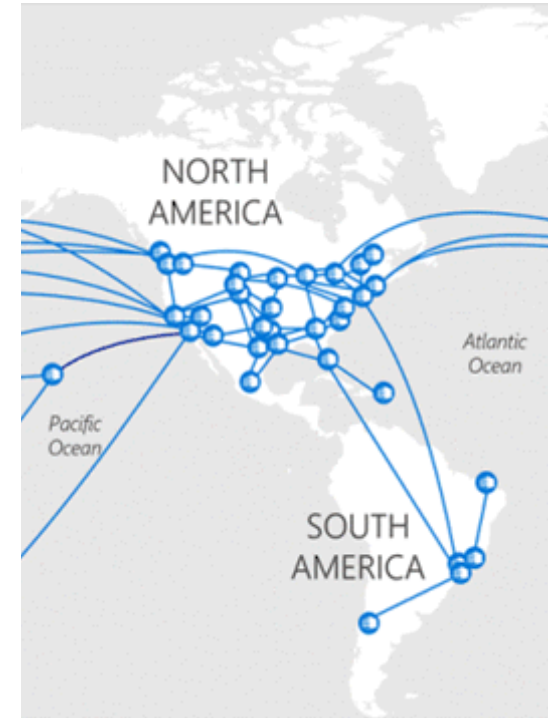 NORTH
AMERICA
Atlantic
Ocean
Pacific
Ocean
SOUTH
AMERICA